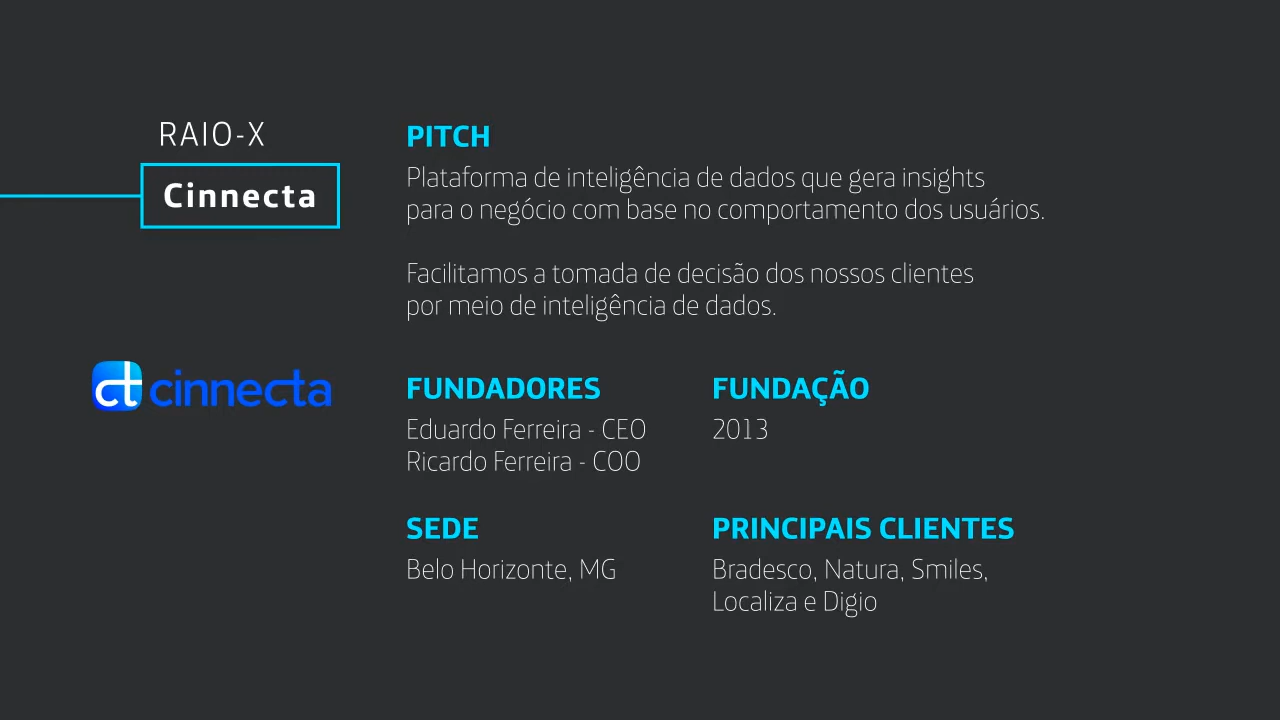 RAIO-X
Cinnecta
PITCH
Plataforma de inteligência de dados que gera insights
para o negócio com base no comportamento dos usuários.
Facilitamos a tomada de decisão dos nossos clientes
por meio de inteligência de dados.
ct cinnecta
FUNDADORES
Eduardo Ferreira - CEO
Ricardo Ferreira - COO
FUNDAÇÃO
2013
SEDE
Belo Horizonte, MG
PRINCIPAIS CLIENTES
Bradesco, Natura, Smiles,
Localiza e Digio